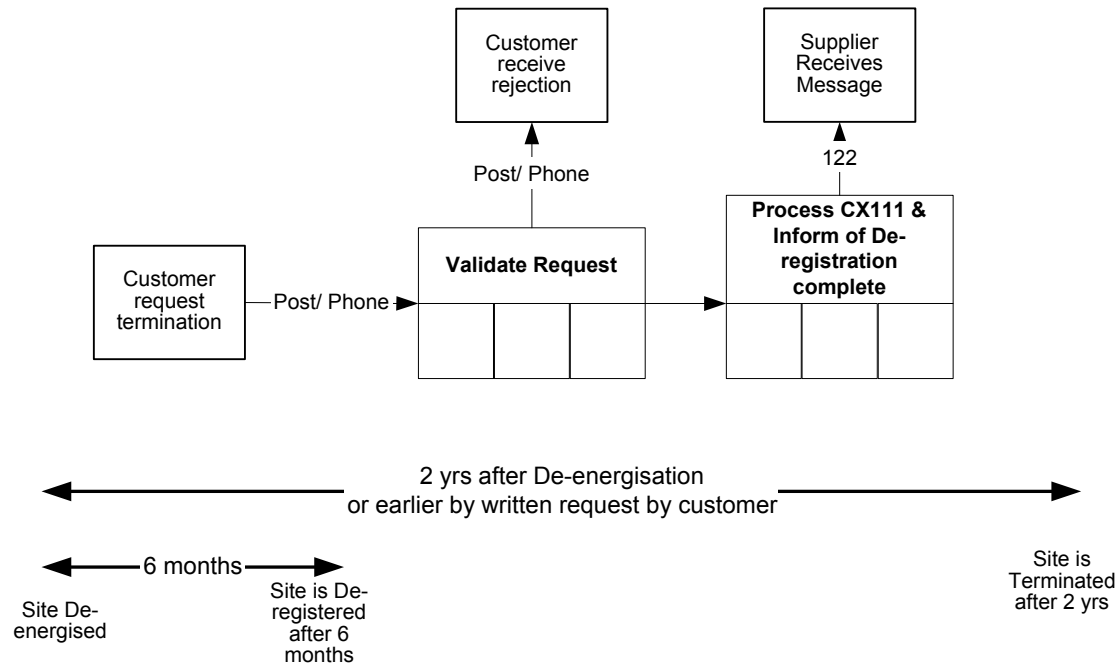 Customer
receive
rejection
Supplier
Receives
Message
Post/ Phone
122
Customer
request
termination
Post/ Phone
Validate Request
Process CX111 &
Inform of De-
registration
complete
2 yrs after De-energisation
or earlier by written request by customer
6 months
Site De-
energised
Site is De-
registered
after 6
months
Site is
Terminated
after 2 yrs